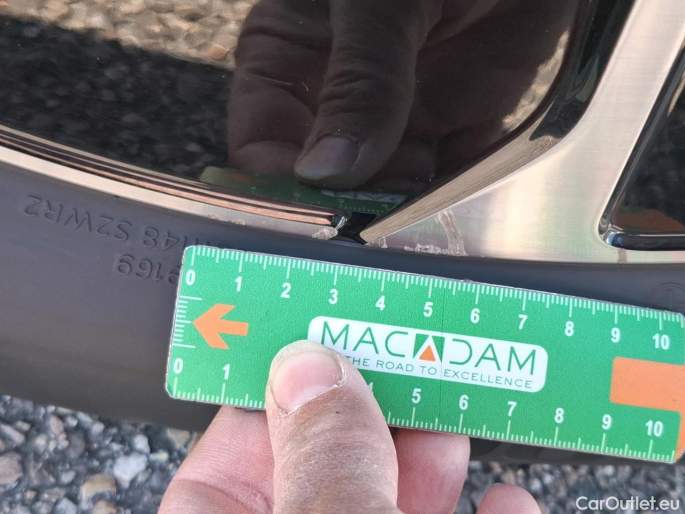 0 1 2 3 4 5 6 7 8 9 10
MACADAM
THE ROAD TO EXCELLENCE
0 1 4 5 6 7 8 9 10
CarOutlet.eu